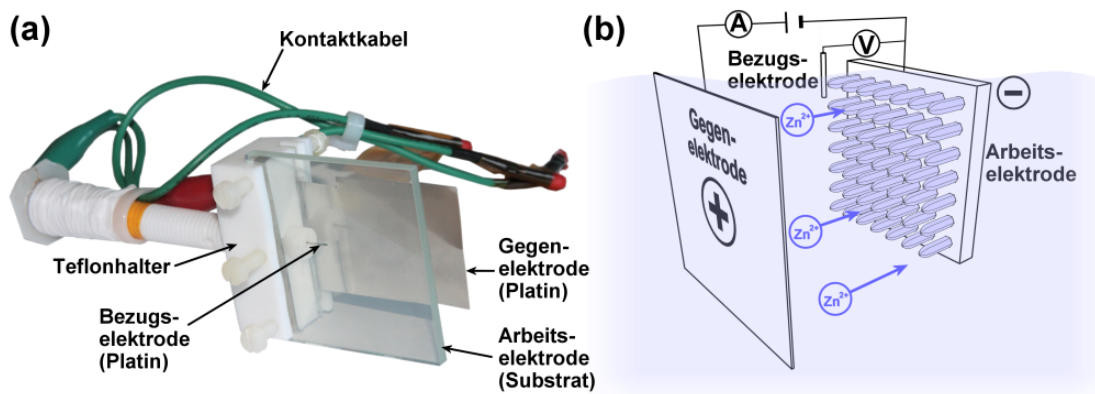 (a)
Kontaktkabel
Teflonhalter
Bezugs-
elektrode
(Platin)
Gegen-
elektrode
(Platin)
Arbeits-
elektrode
(Substrat)
(b)
A
V
Bezugs-
elektrode
Gegen-
elektrode
+
−
Arbeits-
elektrode
Zn²⁺
Zn²⁺
Zn²⁺